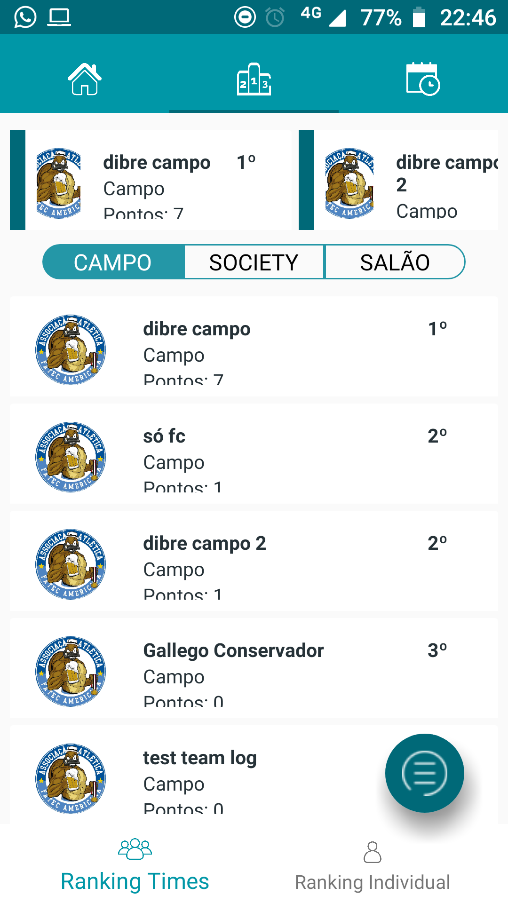 4G 77% 22:46
dibre campo 1º
Campo
Pontos: 7
dibre campo
2
Campo
CAMPO SOCIETY SALÃO
dibre campo 1º
Campo
Pontos: 7
só fc 2º
Campo
Pontos: 1
dibre campo 2 2º
Campo
Pontos: 1
Gallego Conservador 3º
Campo
Pontos: 0
test team log
Campo
Pontos: 0
Ranking Times Ranking Individual